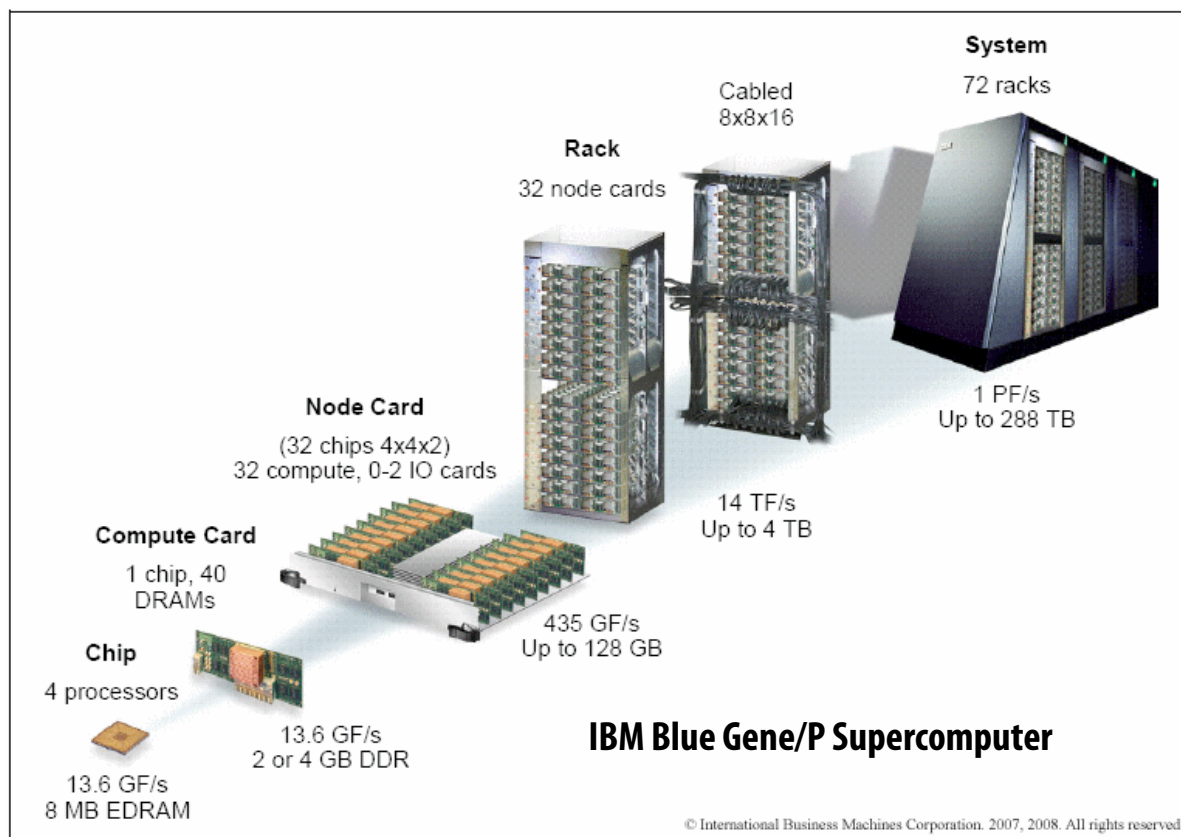 System
72 racks
Cabled
8x8x16
Rack
32 node cards
1 PF/s
Up to 288 TB
Node Card
(32 chips 4x4x2)
32 compute, 0-2 IO cards
14 TF/s
Up to 4 TB
Compute Card
1 chip, 40
DRAMs
435 GF/s
Up to 128 GB
Chip
4 processors
13.6 GF/s
2 or 4 GB DDR
13.6 GF/s
8 MB EDRAM
IBM Blue Gene/P Supercomputer
© International Business Machines Corporation. 2007, 2008. All rights reserved